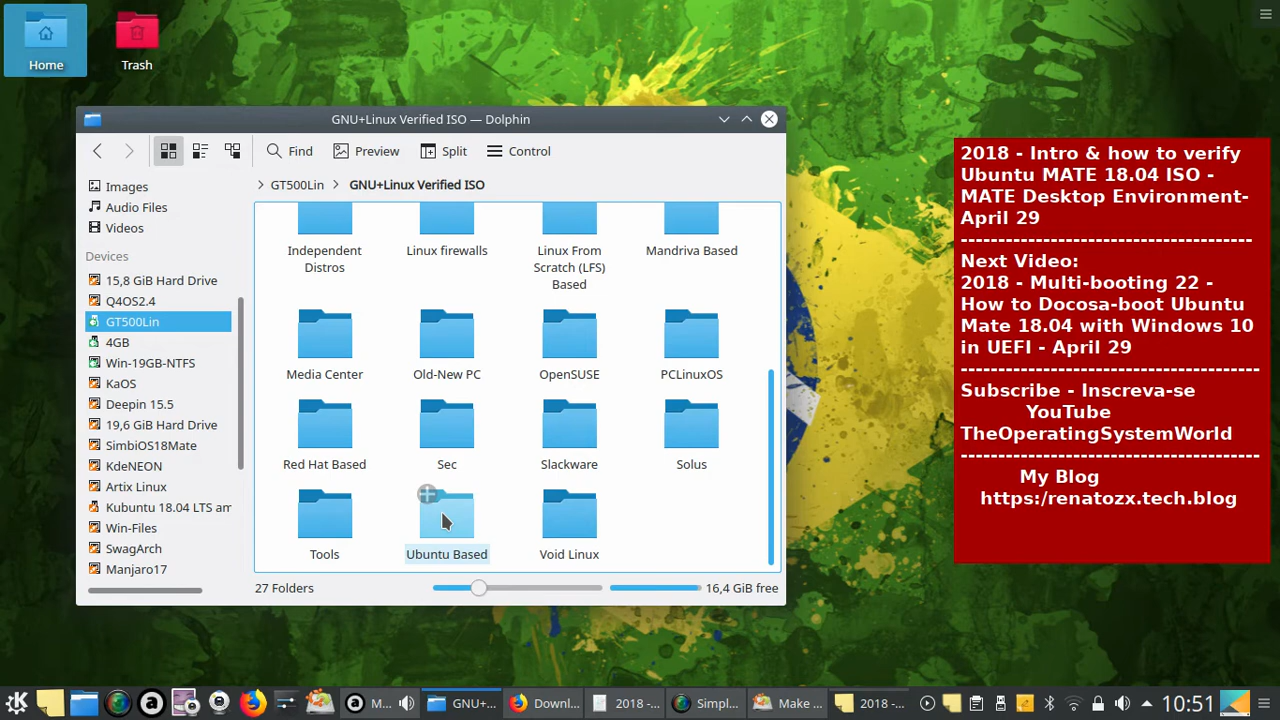 Home
Trash
GNU+Linux Verified ISO — Dolphin
Find
Preview
Split
Control
GT500Lin
GNU+Linux Verified ISO
Images
Audio Files
Videos
Devices
15,8 GiB Hard Drive
Q4OS2.4
GT500Lin
4GB
Win-19GB-NTFS
KaOS
Deepin 15.5
19,6 GiB Hard Drive
SimbiOS18Mate
KdeNEON
Artix Linux
Kubuntu 18.04 LTS am
Win-Files
SwagArch
Manjaro17
Independent
Distros
Linux firewalls
Linux From
Scratch (LFS)
Based
Mandriva Based
Media Center
Old-New PC
OpenSUSE
PCLinuxOS
Red Hat Based
Sec
Slackware
Solus
Tools
Ubuntu Based
Void Linux
27 Folders
16,4 GiB free
2018 - Intro & how to verify
Ubuntu MATE 18.04 ISO -
MATE Desktop Environment-
April 29
---------------------------------------
Next Video:
2018 - Multi-booting 22 -
How to Docosa-boot Ubuntu
Mate 18.04 with Windows 10
in UEFI - April 29
----------------------------------------
Subscribe - Inscreva-se
YouTube
TheOperatingSystemWorld
----------------------------------------
My Blog
https:/renatozx.tech.blog
M...
GNU+...
Downl...
2018 -...
Simpl...
Make ...
2018 -...
10:51